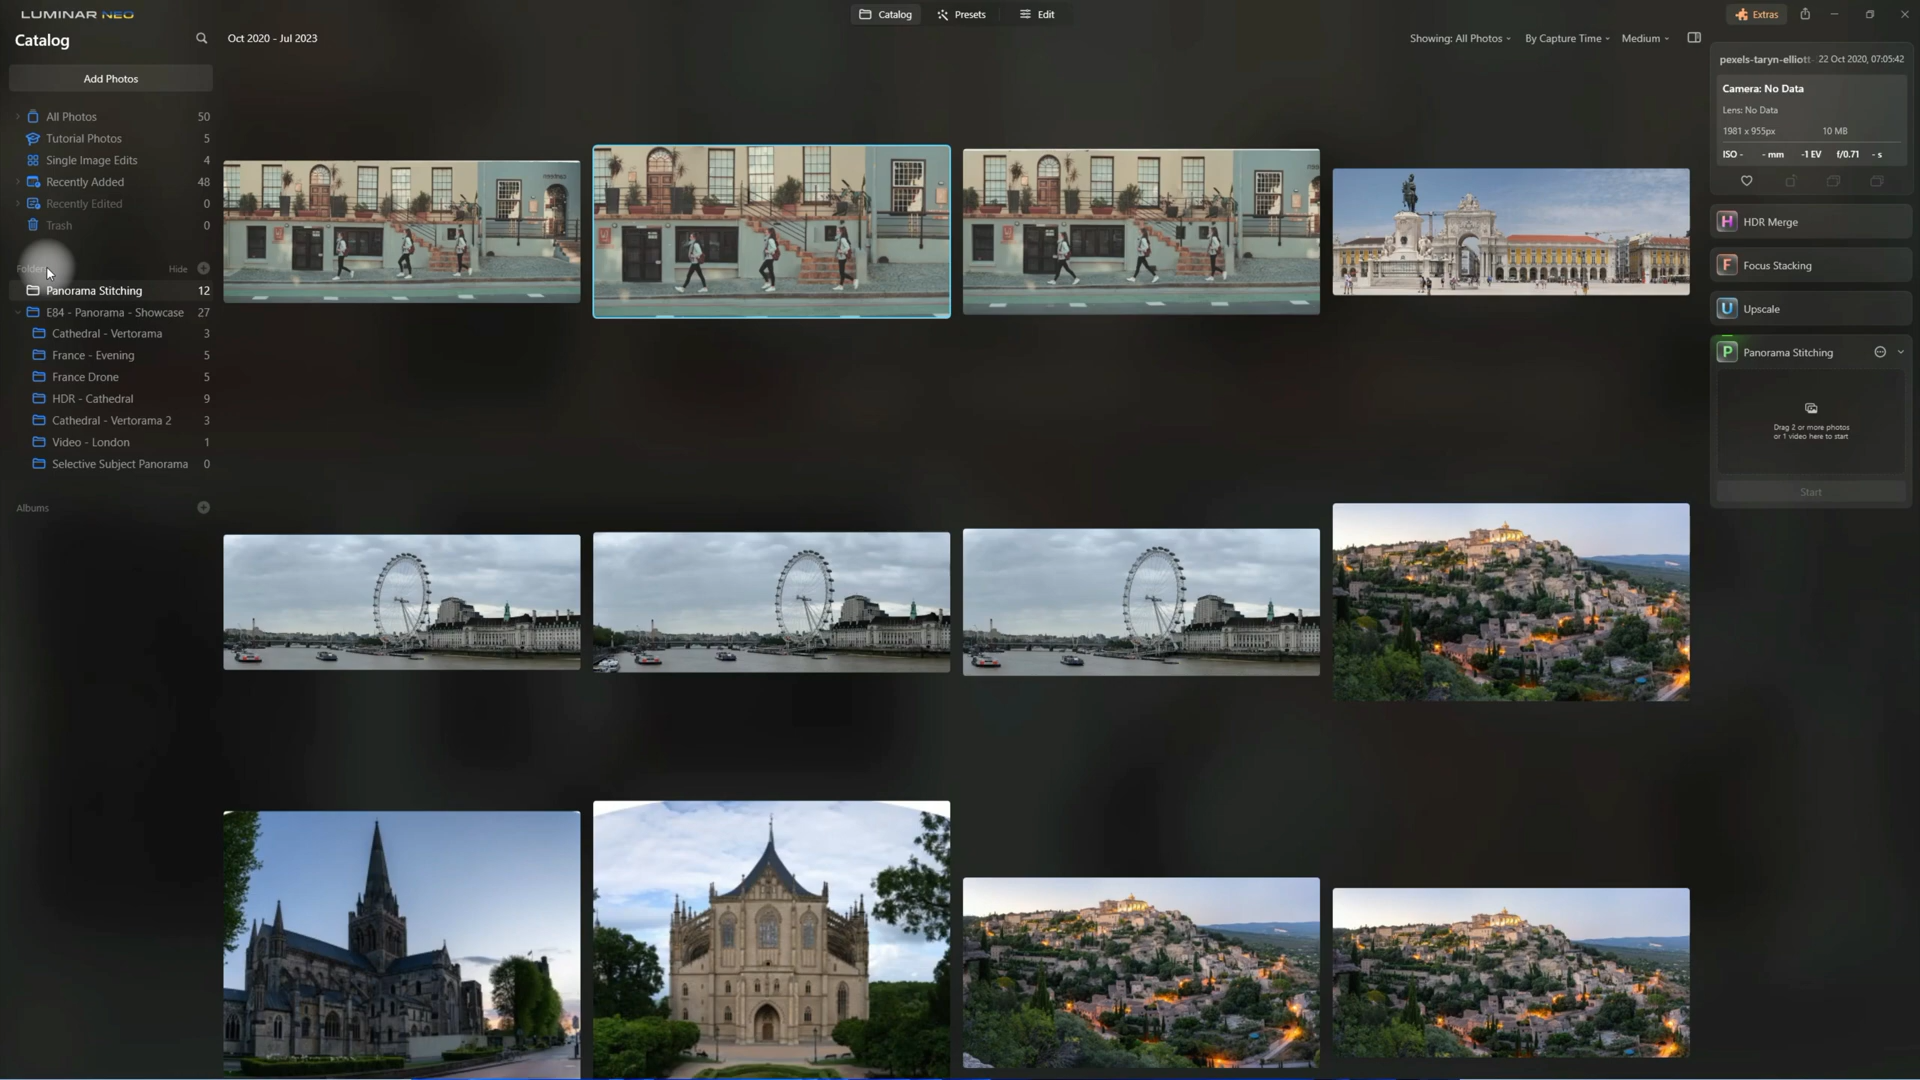 LUMINAR NEO
Catalog
Presets
Edit
Extras
Catalog
Oct 2020 - Jul 2023
Showing: All Photos
By Capture Time
Medium
Add Photos
All Photos 50
Tutorial Photos 5
Single Image Edits 4
Recently Added 48
Recently Edited 0
Trash 0
Hide
Panorama Stitching 12
E84 - Panorama - Showcase 27
Cathedral - Vertorama 3
France - Evening 5
France Drone 5
HDR - Cathedral 9
Cathedral - Vertorama 2 3
Video - London 1
Selective Subject Panorama 0
Albums
pexels-taryn-elliott 22 Oct 2020, 07:05:42
Camera: No Data
Lens: No Data
1981 x 955px 10 MB
ISO - - mm -1 EV f/0.71 - s
H HDR Merge
F Focus Stacking
U Upscale
P Panorama Stitching
Drag 2 or more photos
or 1 video here to start
Start